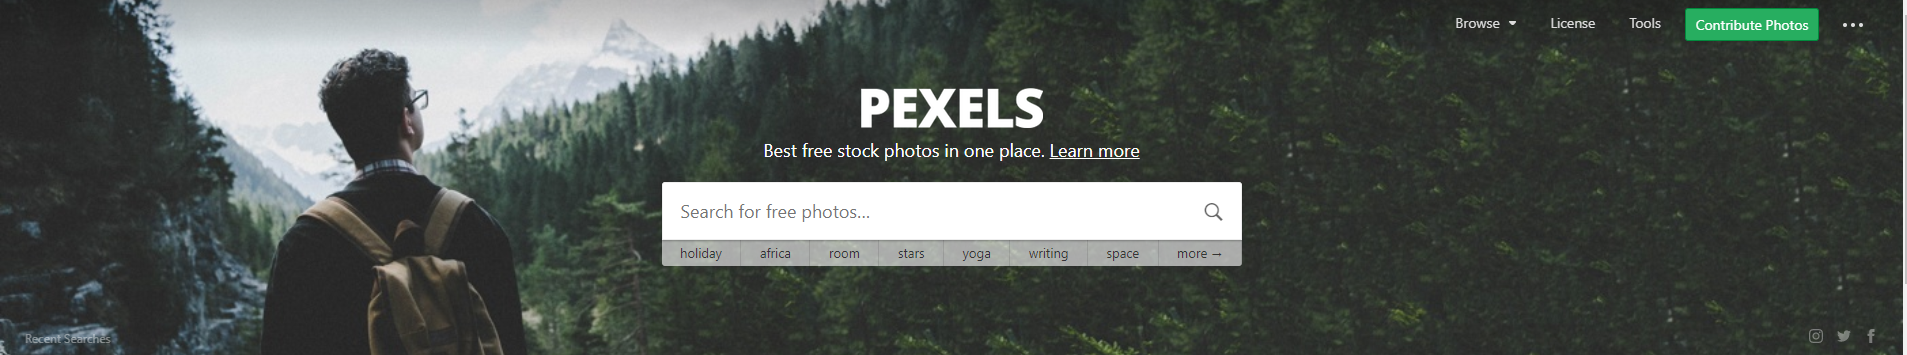 Browse License Tools Contribute Photos
PEXELS
Best free stock photos in one place. Learn more
Search for free photos...
holiday africa room stars yoga writing space more →
Recent Searches